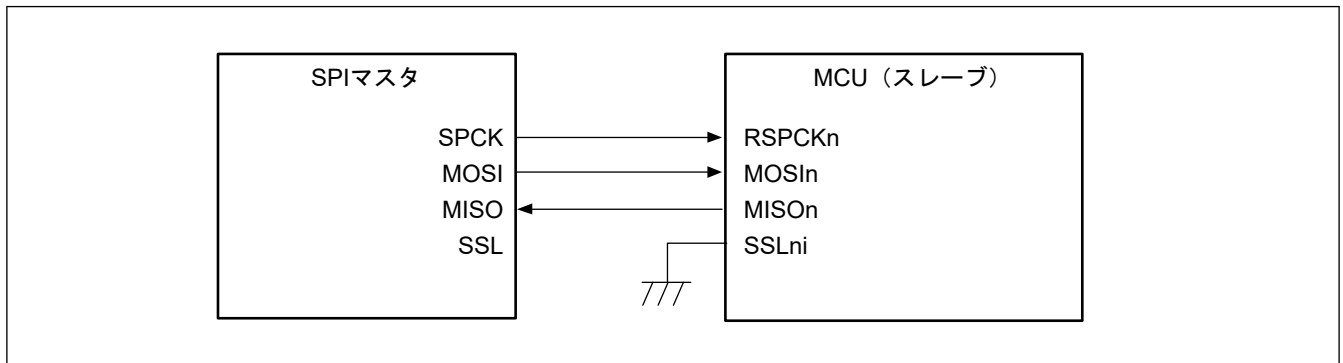 SPIマスタ
SPCK
MOSI
MISO
SSL
MCU（スレーブ）
RSPCKn
MOSIn
MISOn
SSLni